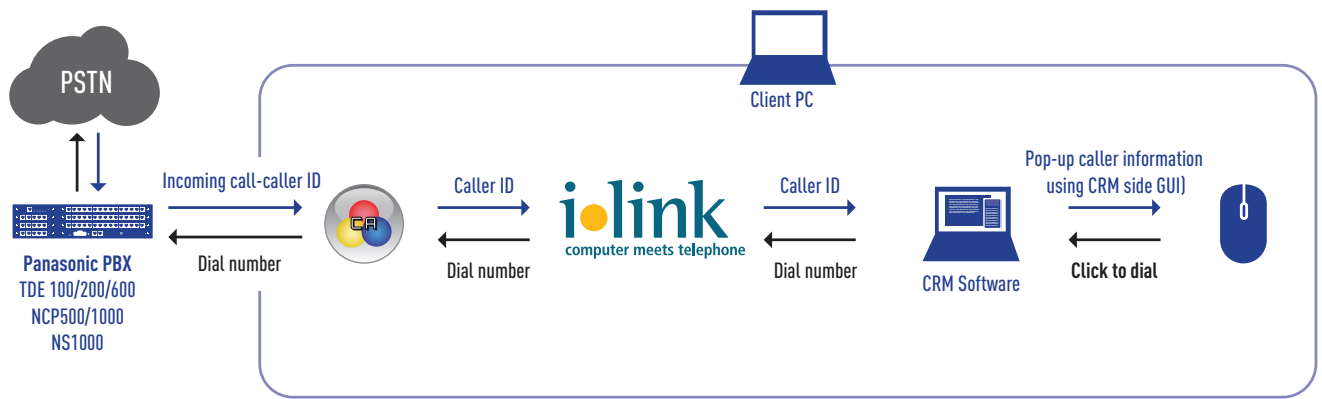 PSTN
Client PC
Incoming call-caller ID
Dial number
Panasonic PBX
TDE 100/200/600
NCP500/1000
NS1000
CA
Caller ID
Dial number
iolink
computer meets telephone
Caller ID
Dial number
CRM Software
Pop-up caller information
using CRM side GUI)
Click to dial